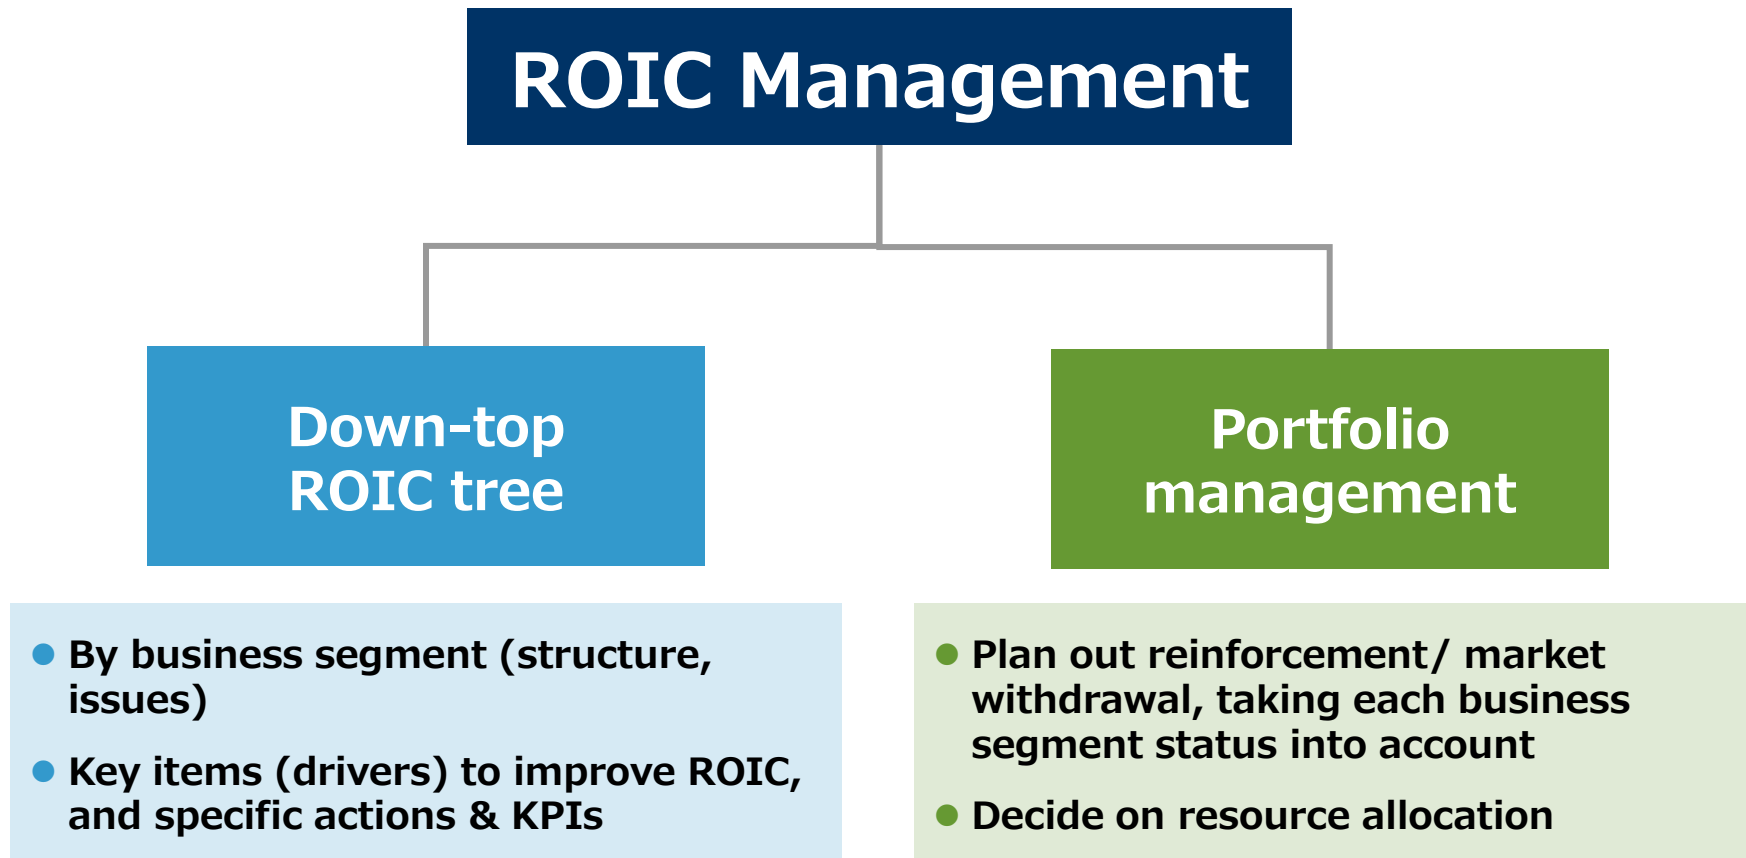 ROIC Management
Down-top
ROIC tree
● By business segment (structure,
issues)
● Key items (drivers) to improve ROIC,
and specific actions & KPIs
Portfolio
management
● Plan out reinforcement/ market
withdrawal, taking each business
segment status into account
● Decide on resource allocation